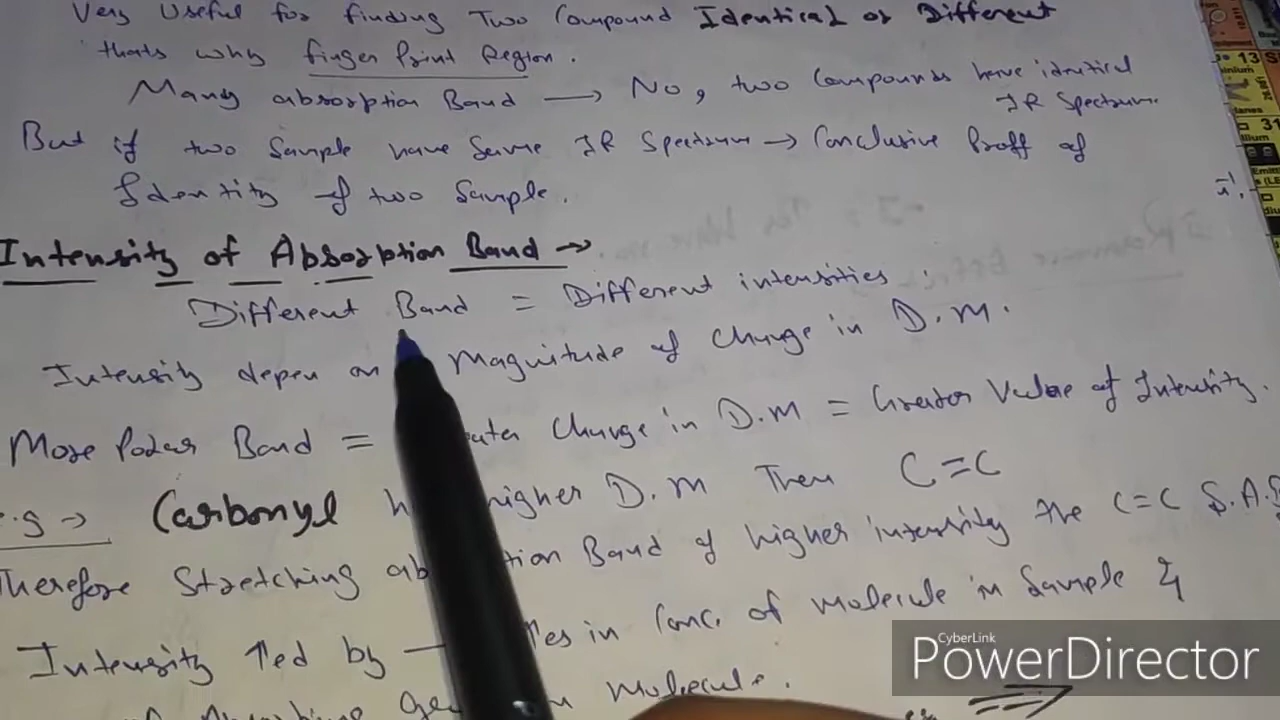 Very Useful for finding Two Compound Identical or Different
thats why finger Print Region.
Many absorption Band → No, two Compounds have identical
IR Spectrum.
But if two Sample have Same IR Spectrum → Conclusive Proff of
Identity of two Sample.
Intensity of Absorption Band →
Different Band = Different intensities.
Intensity depen on Magnitude of Change in D.M.
More Polar Band = Change in D.M = Greater Value of Intensity.
e.g → Carbonyl higher D.M Then C=C
Therefore Stretching Band of higher intensity the C=C S.A.B
Intensity ↑ed by in Conc. of molecule in Sample &
Molecule.
CyberLink
PowerDirector